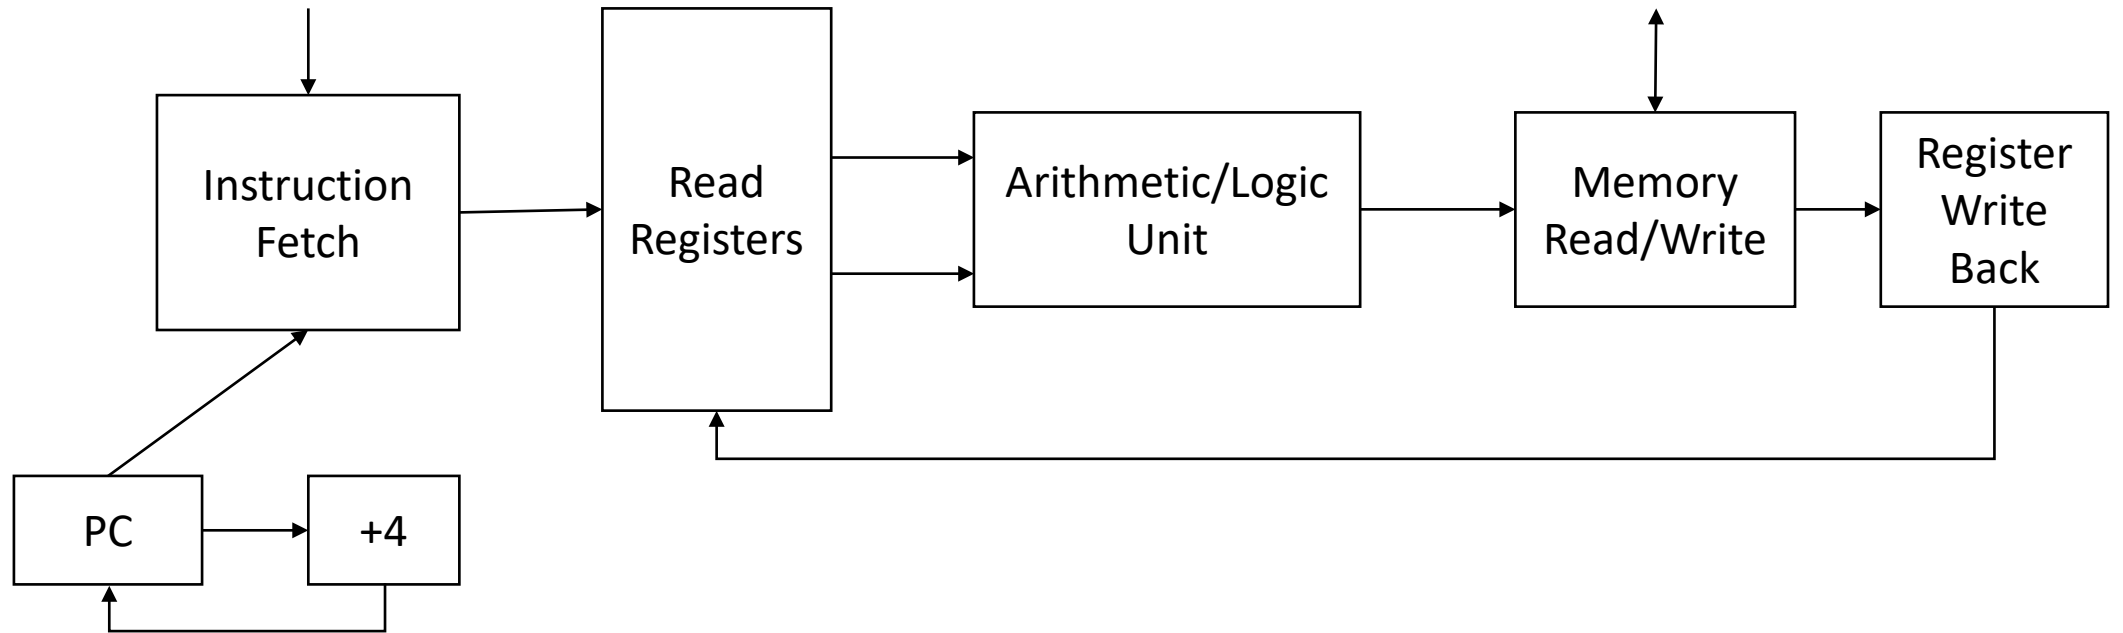 Instruction
Fetch
Read
Registers
Arithmetic/Logic
Unit
Memory
Read/Write
Register
Write
Back
PC
+4